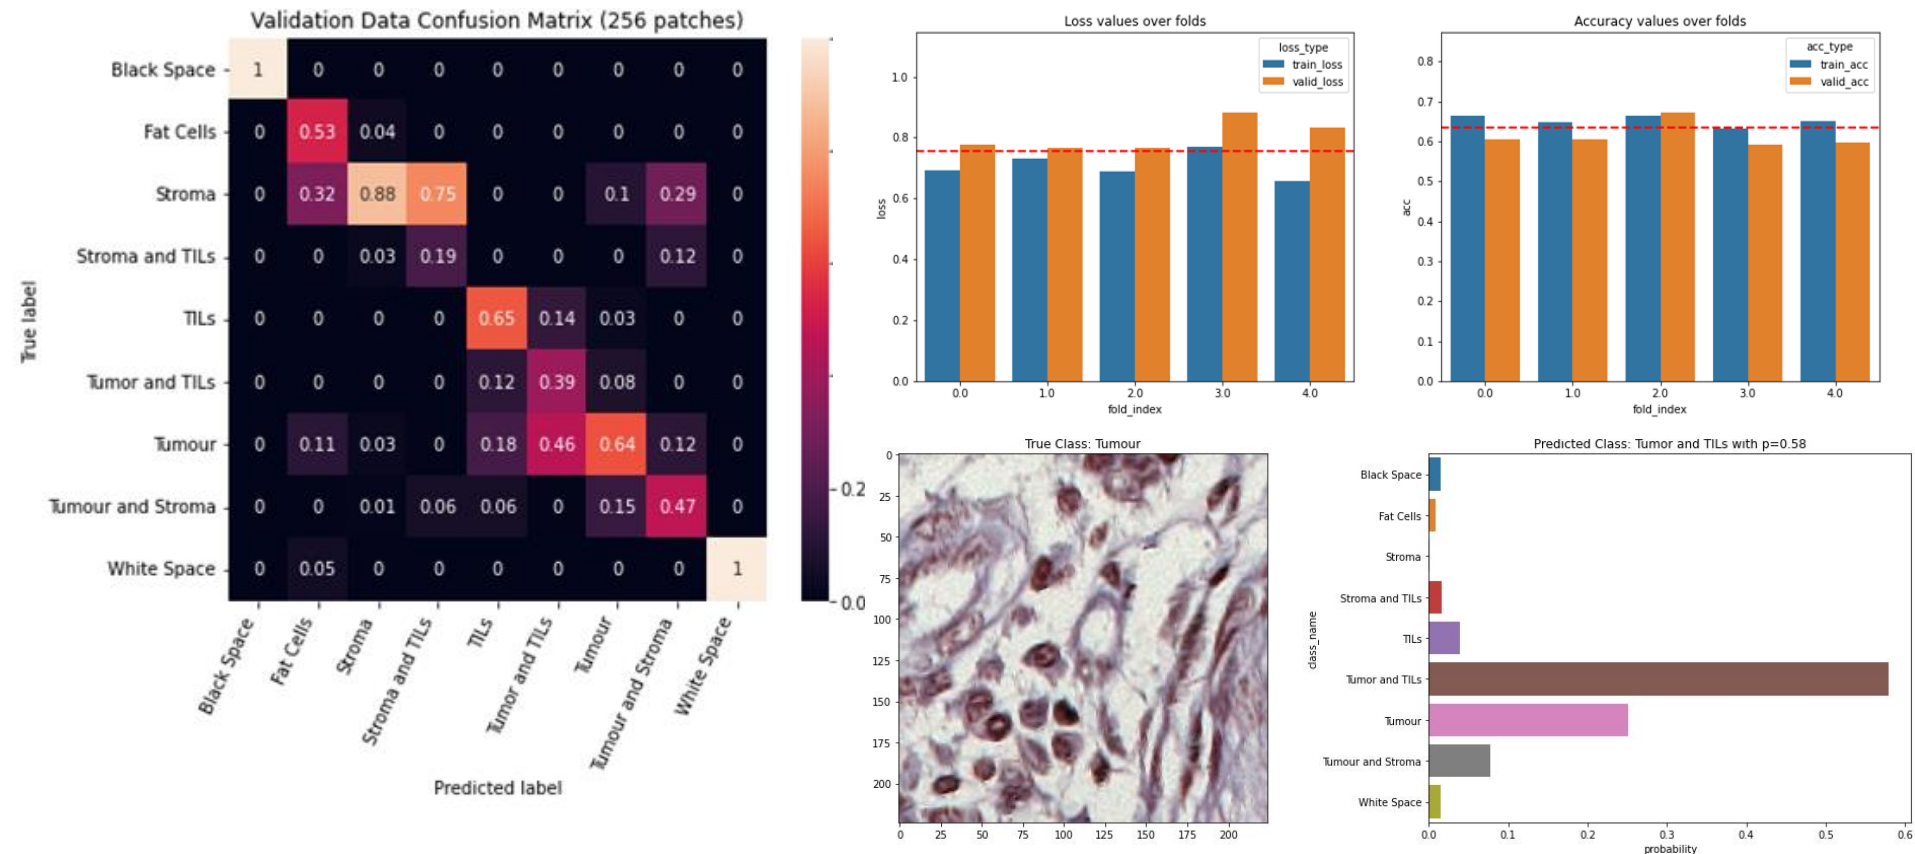 Validation Data Confusion Matrix (256 patches)
True label
Black Space 1 0 0 0 0 0 0 0 0
Fat Cells 0 0.53 0.04 0 0 0 0 0 0
Stroma 0 0.32 0.88 0.75 0 0 0.1 0.29 0
Stroma and TILs 0 0 0.03 0.19 0 0 0 0.12 0
TILs 0 0 0 0 0.65 0.14 0.03 0 0
Tumor and TILs 0 0 0 0 0.12 0.39 0.08 0 0
Tumour 0 0.11 0.03 0 0.18 0.46 0.64 0.12 0
Tumour and Stroma 0 0 0.01 0.06 0.06 0 0.15 0.47 0
White Space 0 0.05 0 0 0 0 0 0 1
0.2
0.0
Black Space
Fat Cells
Stroma
Stroma and TILs
TILs
Tumor and TILs
Tumour
Tumour and Stroma
White Space
Predicted label
Loss values over folds
loss_type
train_loss
valid_loss
loss
1.0
0.8
0.6
0.4
0.2
0.0
0.0 1.0 2.0 3.0 4.0
fold_index
Accuracy values over folds
acc_type
train_acc
valid_acc
acc
0.8
0.7
0.6
0.5
0.4
0.3
0.2
0.1
0.0
0.0 1.0 2.0 3.0 4.0
fold_index
True Class: Tumour
0
25
50
75
100
125
150
175
200
0 25 50 75 100 125 150 175 200
Predicted Class: Tumor and TILs with p=0.58
class_name
Black Space
Fat Cells
Stroma
Stroma and TILs
TILs
Tumor and TILs
Tumour
Tumour and Stroma
White Space
0.0 0.1 0.2 0.3 0.4 0.5 0.6
probability